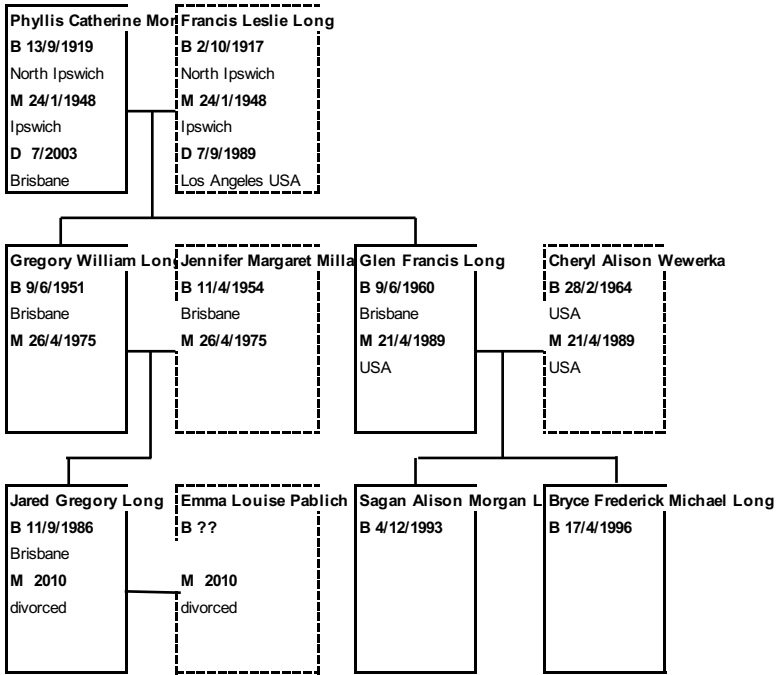 Phyllis Catherine Mor
B 13/9/1919
North Ipswich
M 24/1/1948
Ipswich
D 7/2003
Brisbane
Francis Leslie Long
B 2/10/1917
North Ipswich
M 24/1/1948
Ipswich
D 7/9/1989
Los Angeles USA
Gregory William Long
B 9/6/1951
Brisbane
M 26/4/1975
Jennifer Margaret Milla
B 11/4/1954
Brisbane
M 26/4/1975
Glen Francis Long
B 9/6/1960
Brisbane
M 21/4/1989
USA
Cheryl Alison Wewerka
B 28/2/1964
USA
M 21/4/1989
USA
Jared Gregory Long
B 11/9/1986
Brisbane
M 2010
divorced
Emma Louise Pablich
B ??
M 2010
divorced
Sagan Alison Morgan L
B 4/12/1993
Bryce Frederick Michael Long
B 17/4/1996